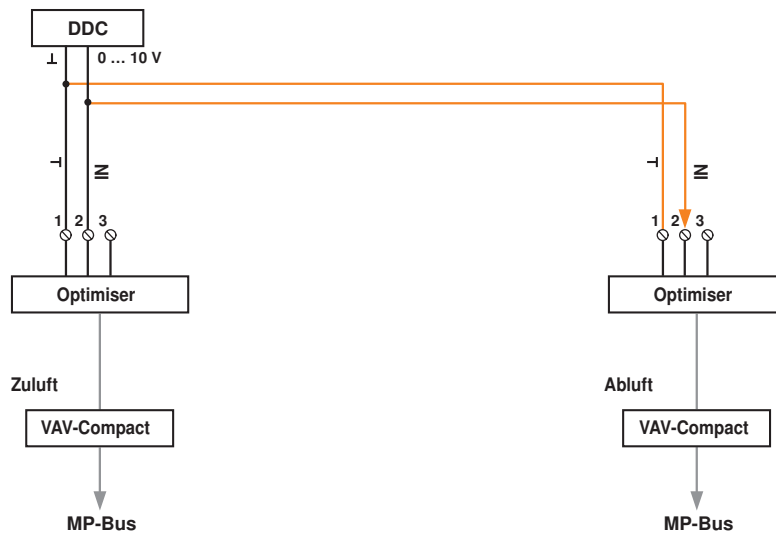 DDC
⊥ 0 ... 10 V
⊥ IN ⊥ IN
1 2 3 1 2 3
Optimiser Optimiser
Zuluft Abluft
VAV-Compact VAV-Compact
MP-Bus MP-Bus